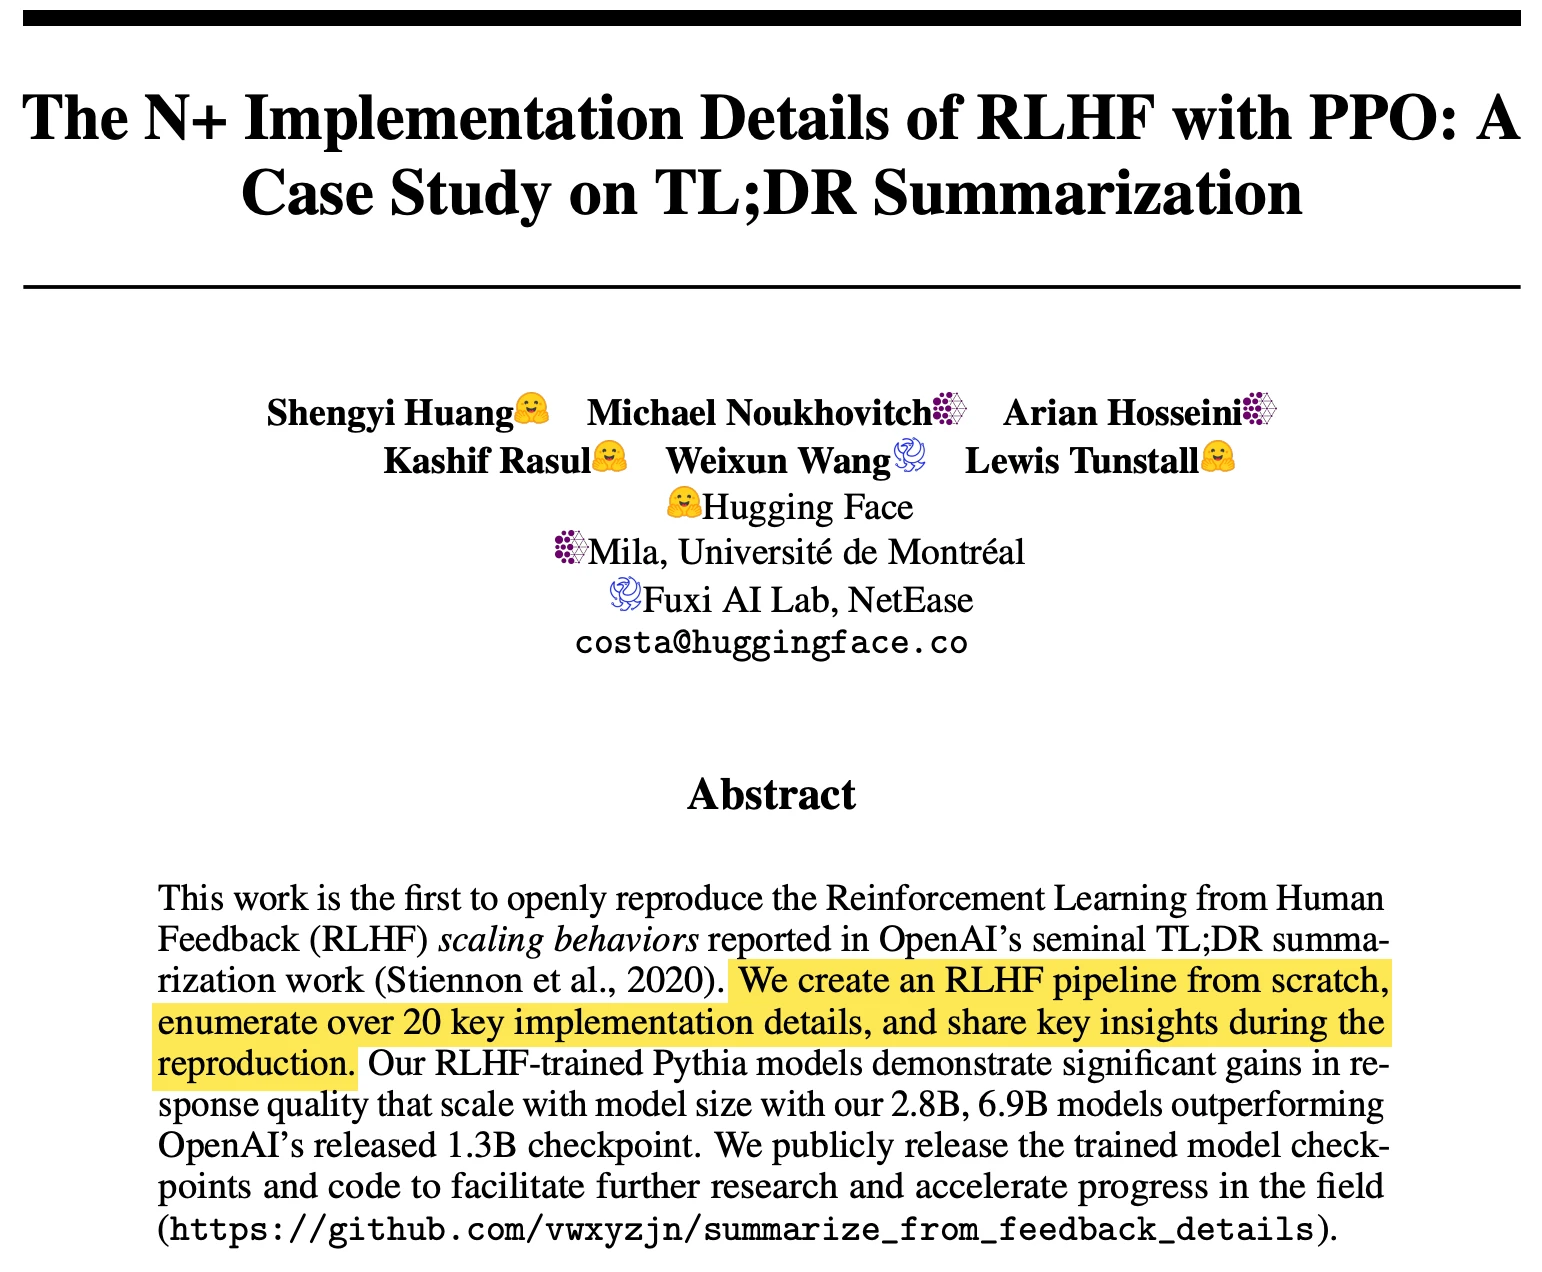 The N+ Implementation Details of RLHF with PPO: A
Case Study on TL;DR Summarization
Shengyi Huang Michael Noukhovitch Arian Hosseini
Kashif Rasul Weixun Wang Lewis Tunstall
Hugging Face
Mila, Université de Montréal
Fuxi AI Lab, NetEase
costa@huggingface.co
Abstract
This work is the first to openly reproduce the Reinforcement Learning from Human
Feedback (RLHF) scaling behaviors reported in OpenAI's seminal TL;DR summa-
rization work (Stiennon et al., 2020). We create an RLHF pipeline from scratch,
enumerate over 20 key implementation details, and share key insights during the
reproduction. Our RLHF-trained Pythia models demonstrate significant gains in re-
sponse quality that scale with model size with our 2.8B, 6.9B models outperforming
OpenAI's released 1.3B checkpoint. We publicly release the trained model check-
points and code to facilitate further research and accelerate progress in the field
(https://github.com/vwxyzjn/summarize_from_feedback_details).